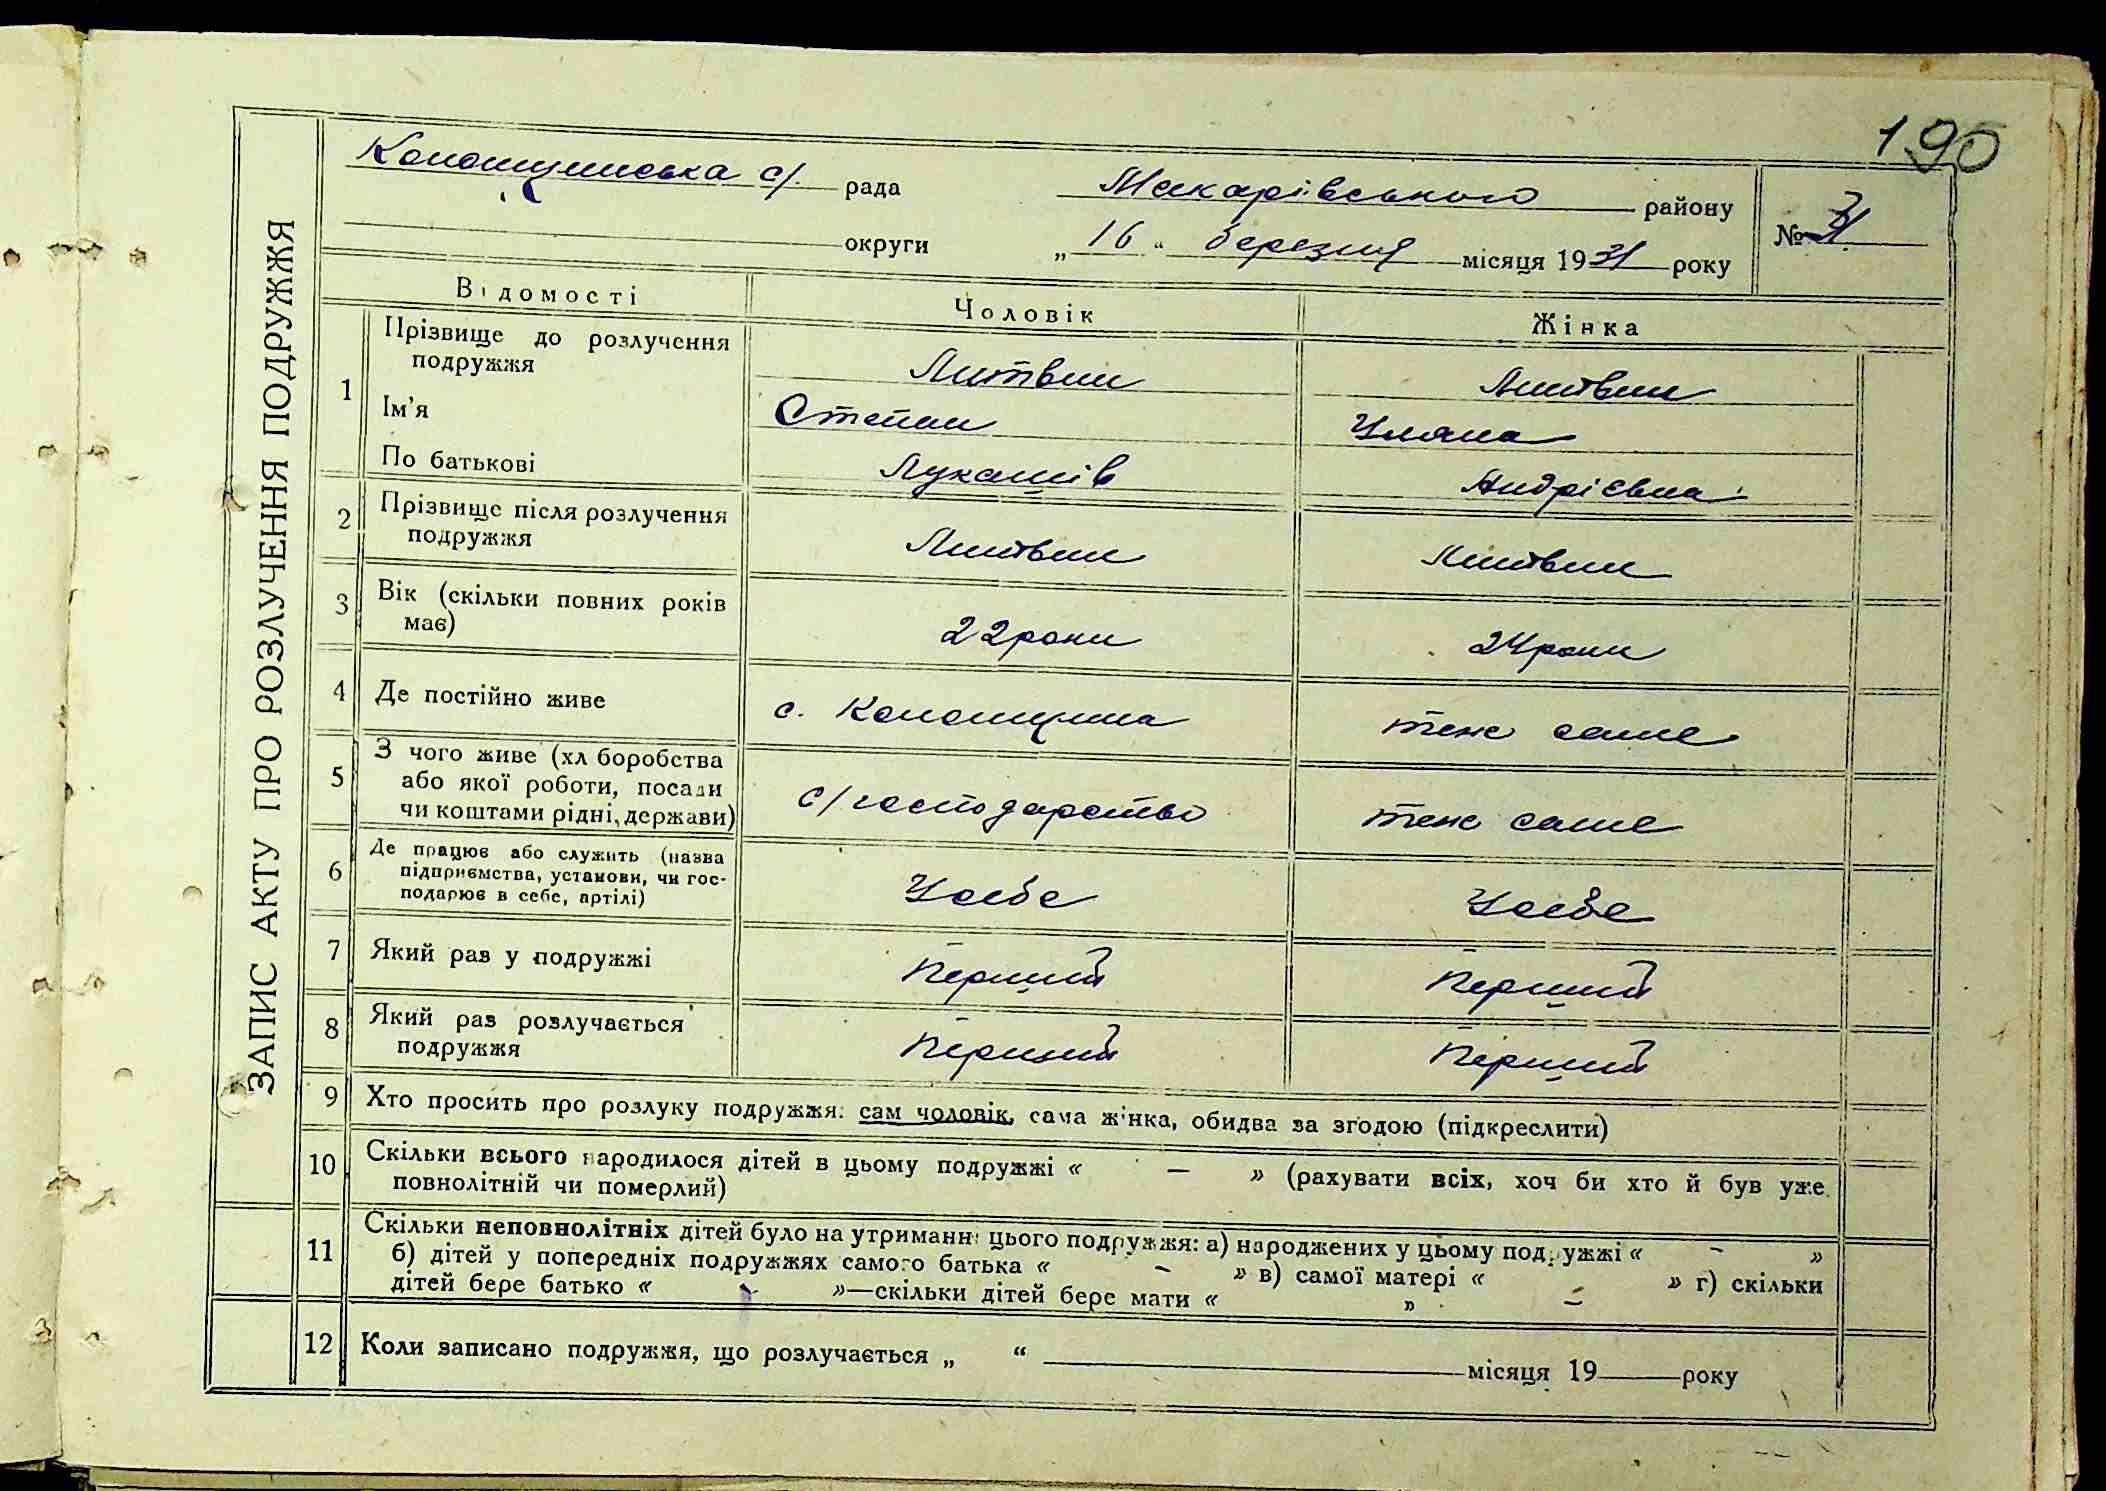 190
ЗАПИС АКТУ ПРО РОЗЛУЧЕННЯ ПОДРУЖЖЯ
Колонщинська с/. рада Макарівського району
округи „ 16 “ березня місяця 1931 року
№
Відомості Чоловік Жінка
1 Прізвище до розлучення подружжя Литвин Литвин
Ім'я Степан Уляна
По батькові Лукашів Андрієвна
2 Прізвище після розлучення подружжя Литвин Литвин
3 Вік (скільки повних років має) 22 роки 24 роки
4 Де постійно живе с. Колонщина теж саме
5 З чого живе (хл боробства або якої роботи, посади чи коштами рідні, держави) с/господарство теж саме
6 Де працює або служить (назва підприємства, установи, чи господарює в себе, артілі) Усебе Усебе
7 Який раз у подружжі Перший Перший
8 Який раз розлучається подружжя Перший Перший
9 Хто просить про розлуку подружжя: сам чоловік, сама жінка, обидва за згодою (підкреслити)
10 Скільки всього народилося дітей в цьому подружжі « — » (рахувати всіх, хоч би хто й був уже
повнолітній чи померлий)
11 Скільки неповнолітніх дітей було на утриманні цього подружжя: а) народжених у цьому подружжі « - »
б) дітей у попередніх подружжях самого батька « – » в) самої матері « – » г) скільки
дітей бере батько « - »—скільки дітей бере мати « – »
12 Коли записано подружжя, що розлучається „ “ місяця 19 року